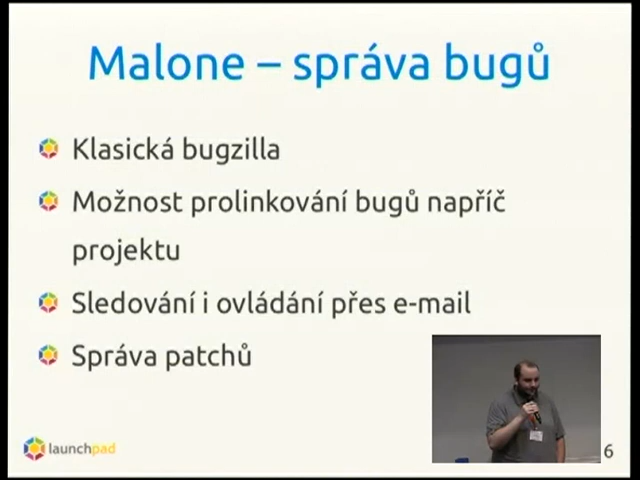 Malone – správa bugů
Klasická bugzilla
Možnost prolinkování bugů napříč
projektu
Sledování i ovládání přes e-mail
Správa patchů
launchpad
6